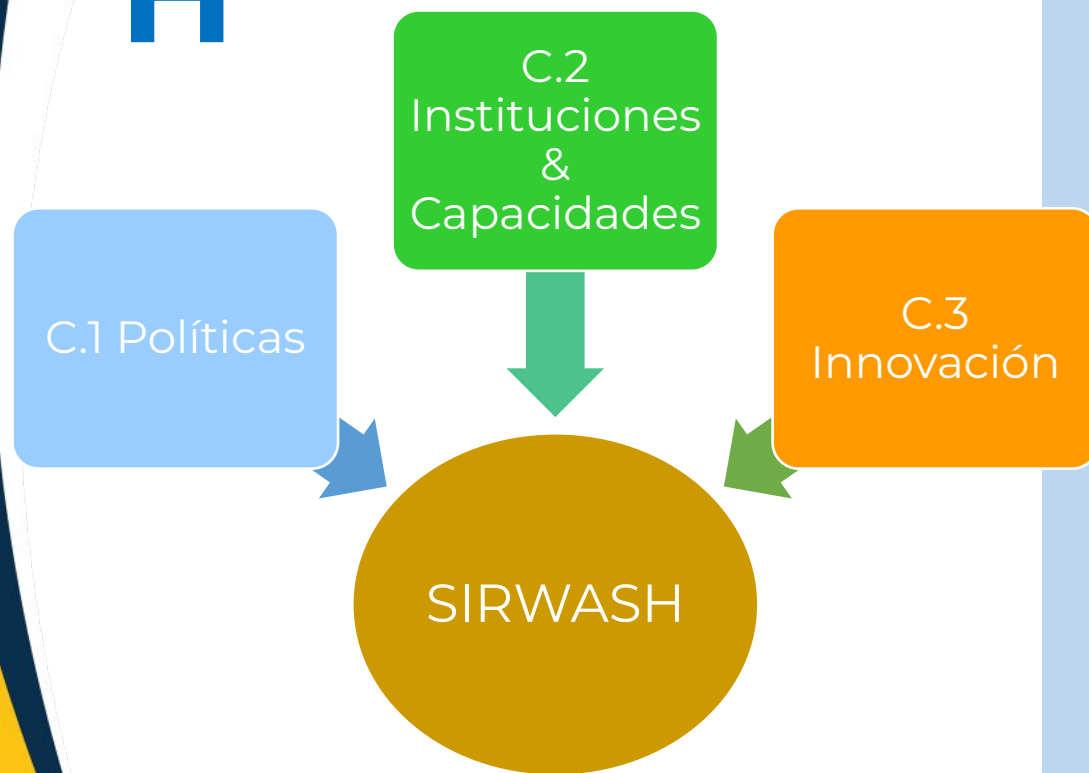 H
C.2
Instituciones
&
Capacidades
C.1 Políticas
C.3
Innovación
SIRWASH